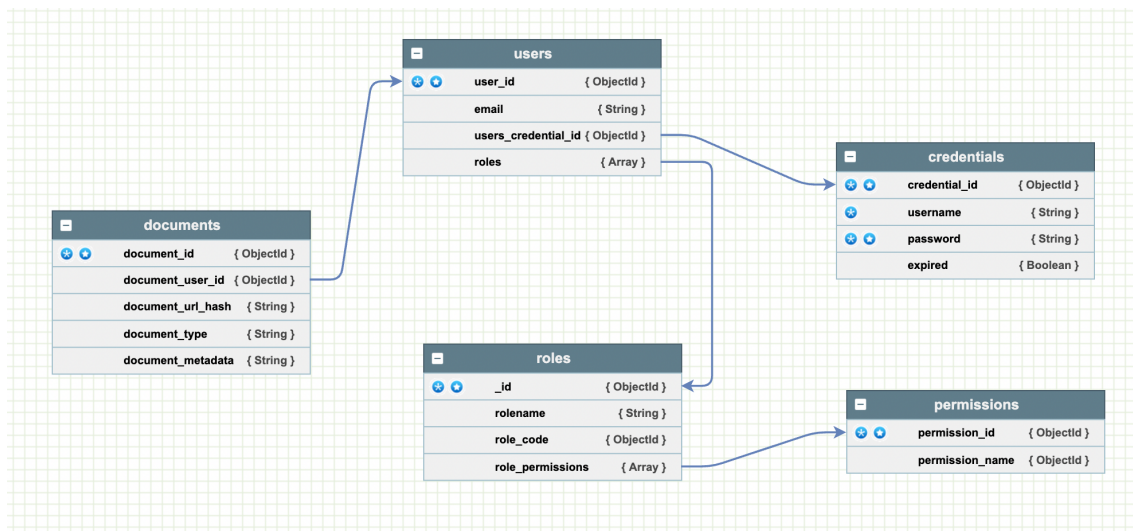 users
user_id { ObjectId }
email { String }
users_credential_id { ObjectId }
roles { Array }
credentials
credential_id { ObjectId }
username { String }
password { String }
expired { Boolean }
documents
document_id { ObjectId }
document_user_id { ObjectId }
document_url_hash { String }
document_type { String }
document_metadata { String }
roles
_id { ObjectId }
rolename { String }
role_code { ObjectId }
role_permissions { Array }
permissions
permission_id { ObjectId }
permission_name { ObjectId }